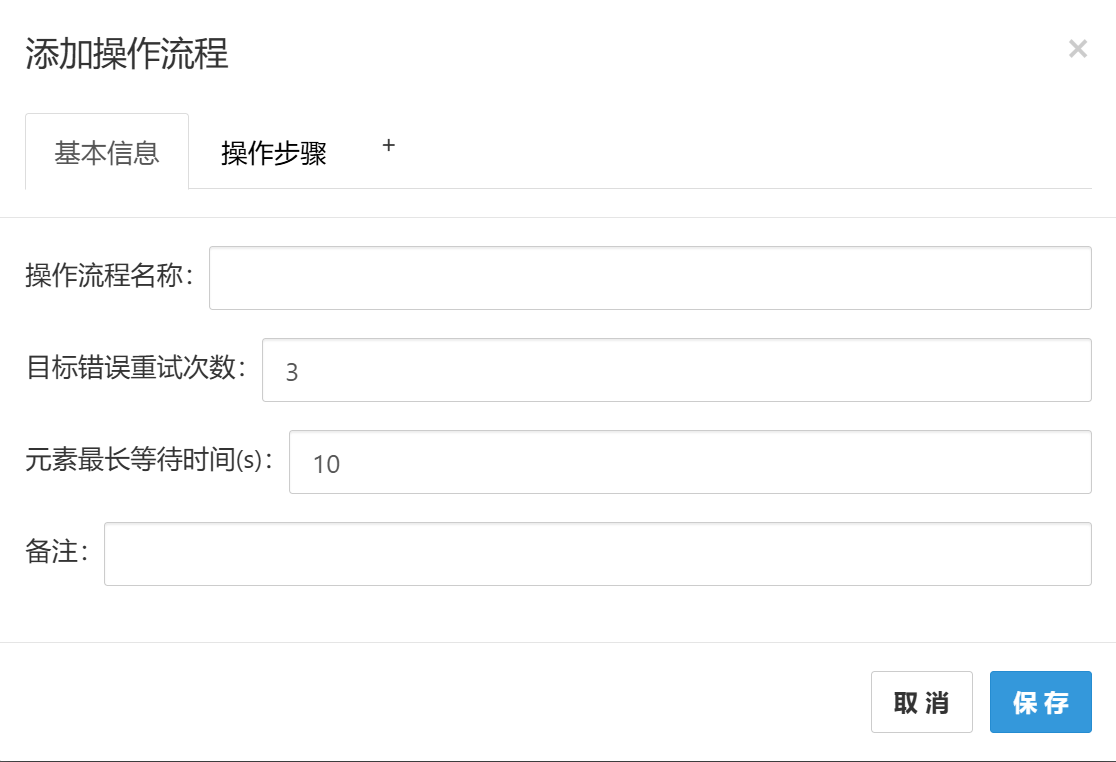 添加操作流程 ×
基本信息 操作步骤 +
操作流程名称：
目标错误重试次数： 3
元素最长等待时间(s)： 10
备注：
取 消 保 存